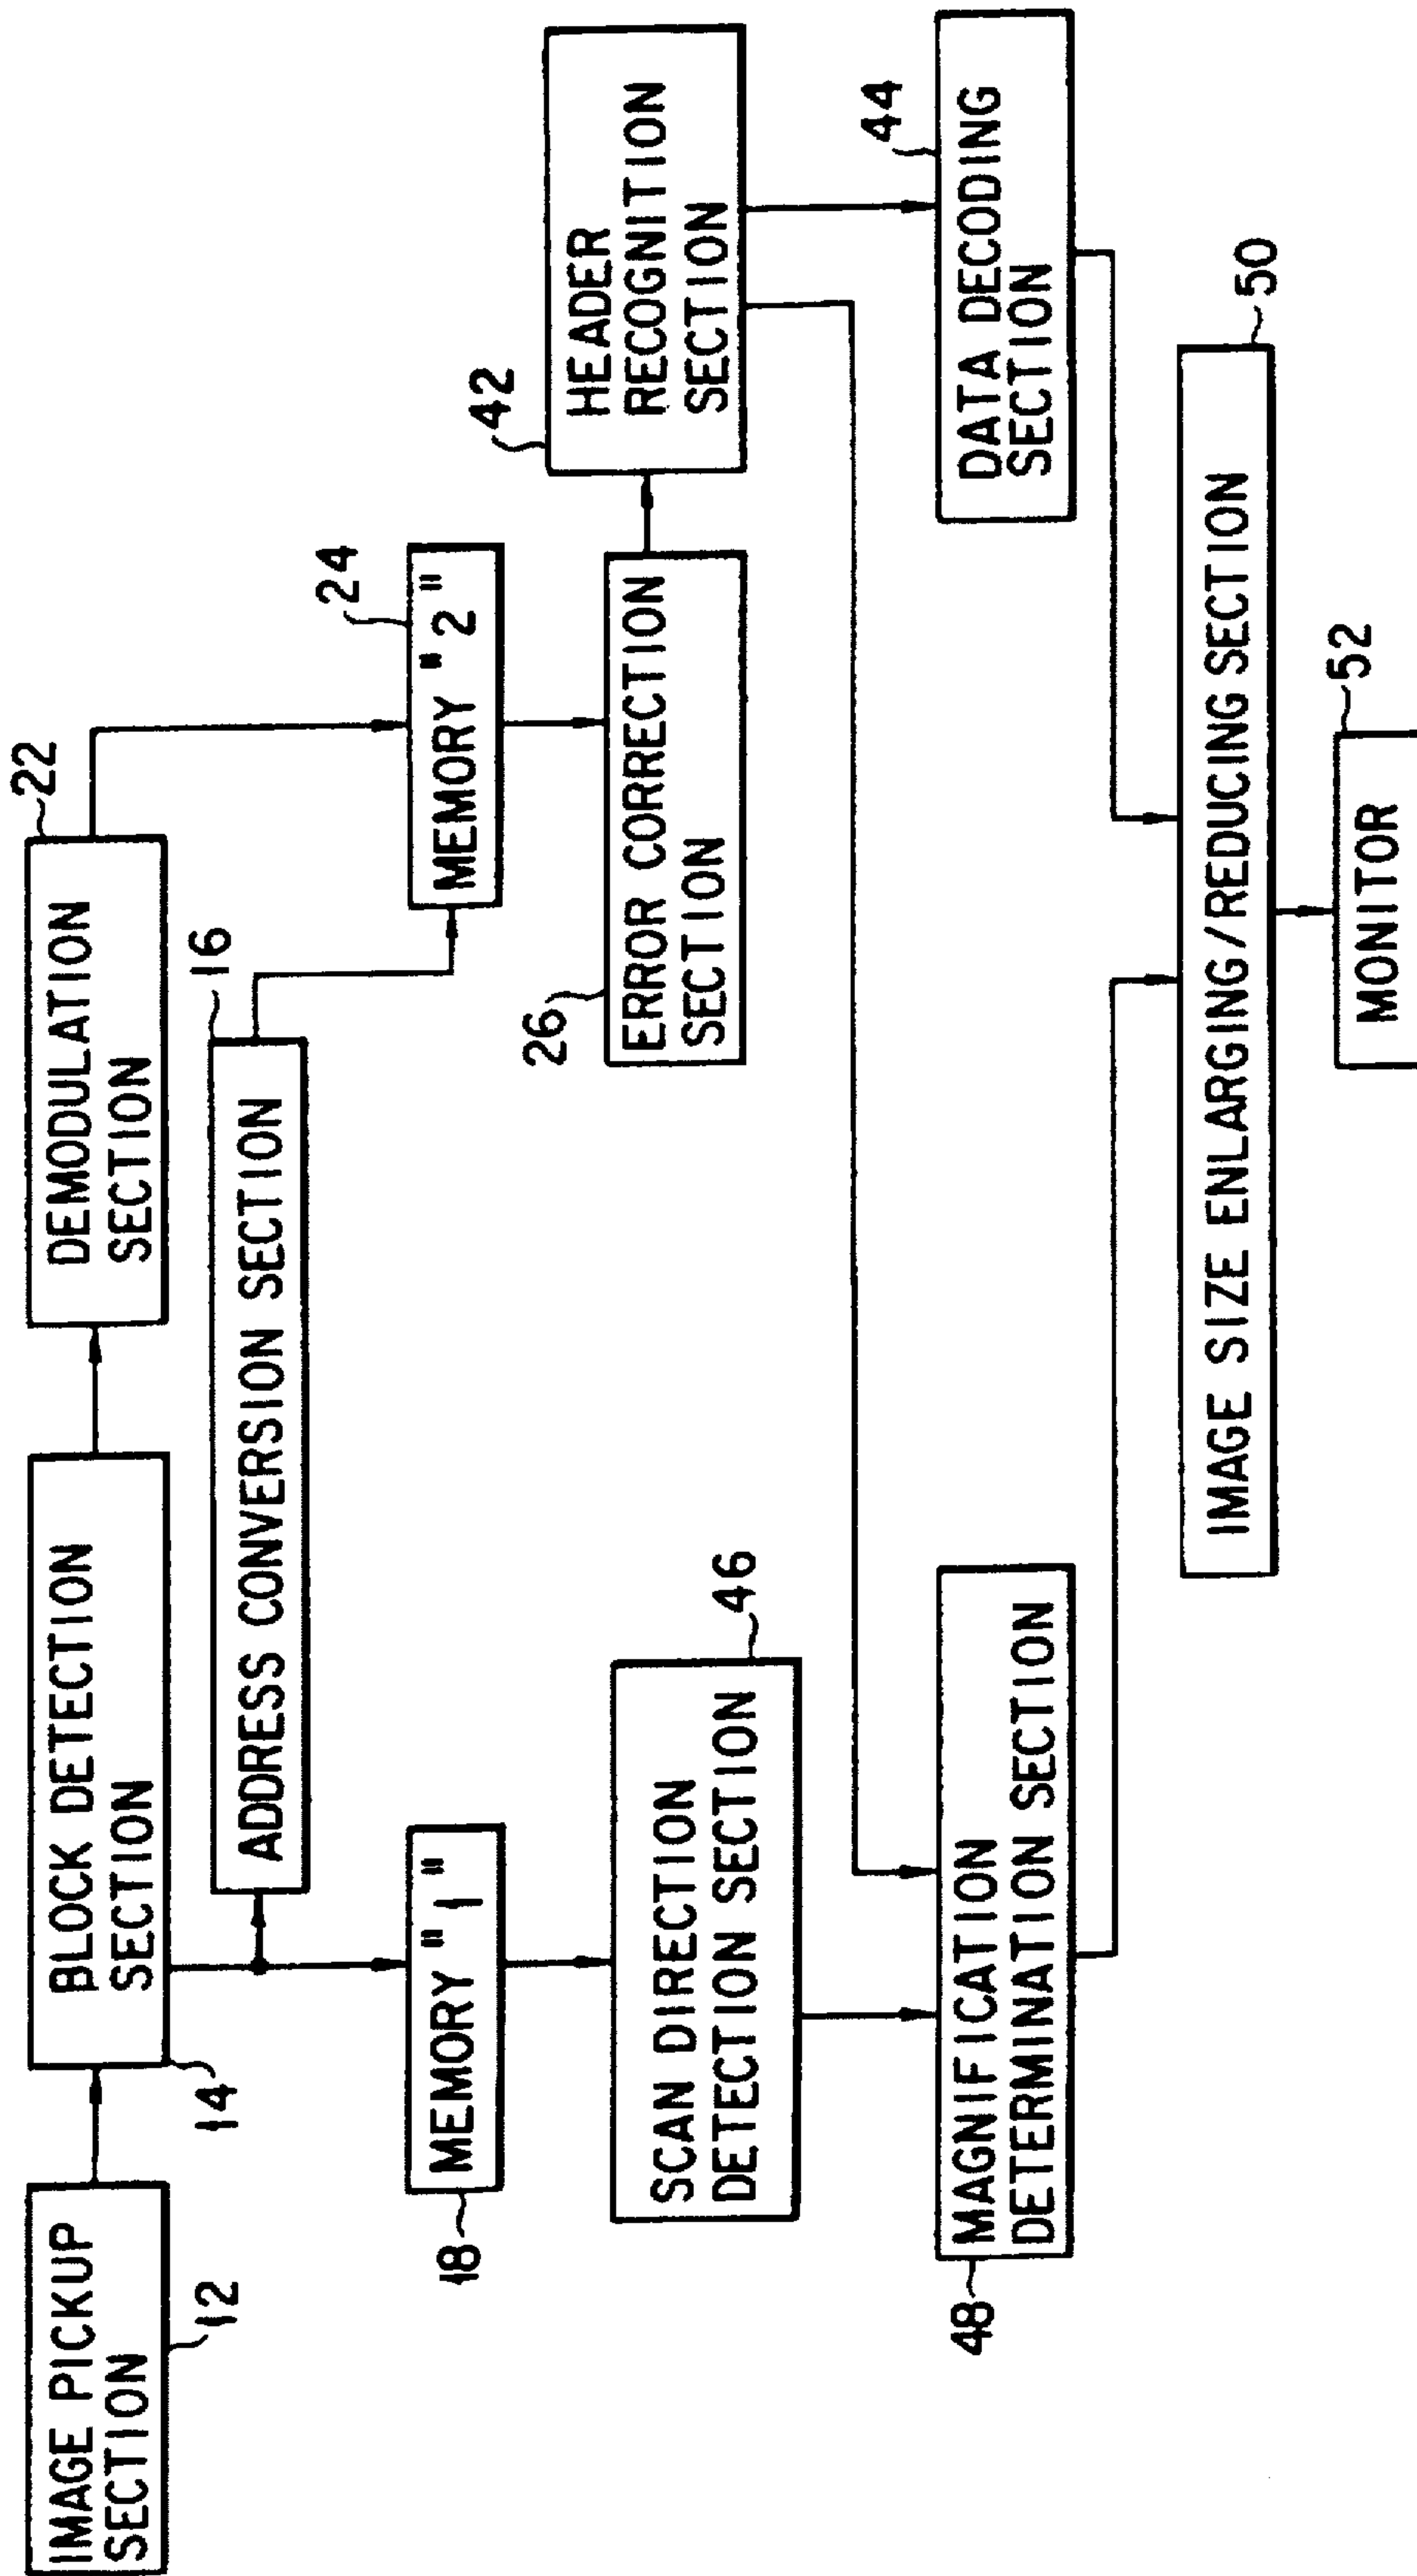 IMAGE PICKUP
SECTION
12
BLOCK DETECTION
SECTION
14
DEMODULATION
SECTION
22
ADDRESS CONVERSION SECTION
16
MEMORY "1"
18
MEMORY "2"
24
SCAN DIRECTION
DETECTION SECTION
46
ERROR CORRECTION
SECTION
26
HEADER
RECOGNITION
SECTION
42
MAGNIFICATION
DETERMINATION SECTION
48
DATA DECODING
SECTION
44
IMAGE SIZE ENLARGING/REDUCING SECTION
50
MONITOR
52